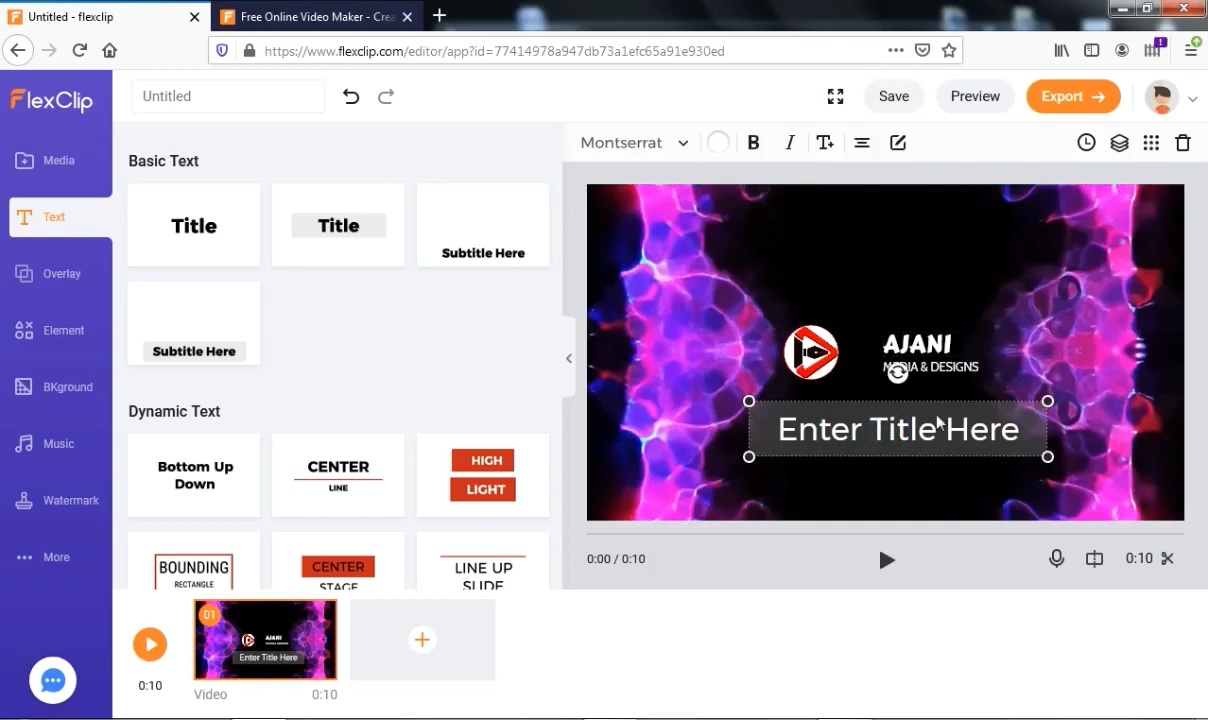 Untitled - flexclip
Free Online Video Maker - Crea
https://www.flexclip.com/editor/app?id=77414978a947db73a1efc65a91e930ed
FlexClip
Untitled
Save
Preview
Export
Media
Text
Overlay
Element
BKground
Music
Watermark
More
Basic Text
Title
Title
Subtitle Here
Subtitle Here
Dynamic Text
Bottom Up
Down
CENTER
LINE
HIGH
LIGHT
BOUNDING
RECTANGLE
CENTER
STAGE
LINE UP
SLIDE
Montserrat
B
I
AJANI
MEDIA & DESIGNS
Enter Title Here
0:00 / 0:10
0:10
0:10
01
AJANI
Enter Title Here
Video
0:10